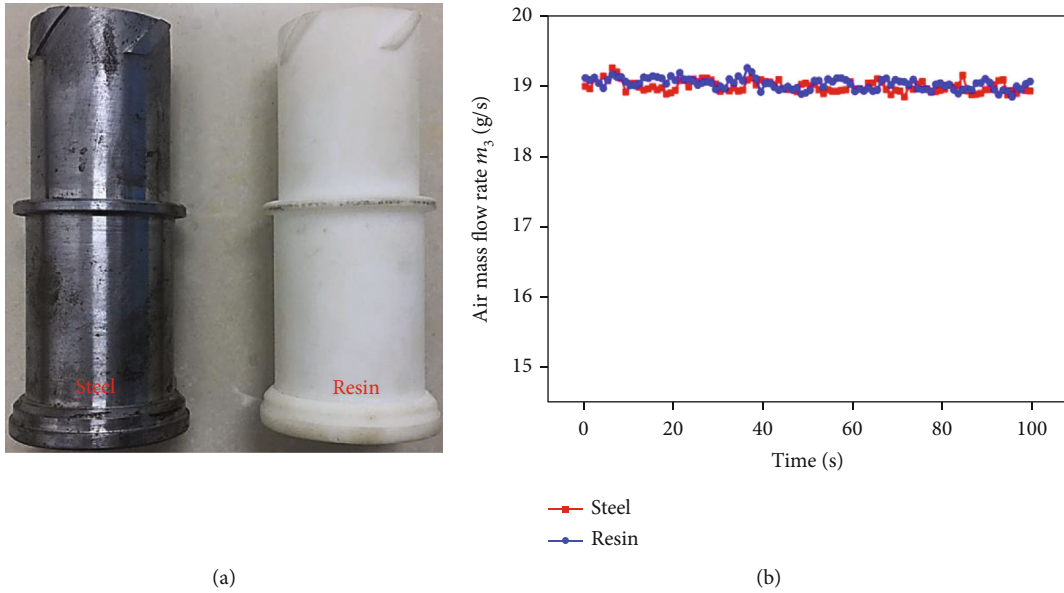 Steel
Resin
(a)
20
19
18
17
16
15
Air mass flow rate m₃ (g/s)
0 20 40 60 80 100
Time (s)
Steel
Resin
(b)